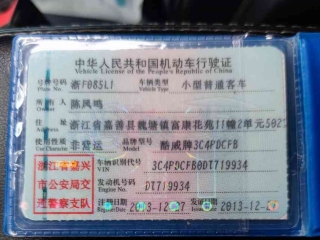 中华人民共和国机动车行驶证
Vehicle License of the People's Republic of China
号牌号码 浙F085L1 车辆类型 小型普通客车
Plate No. Vehicle Type
所有人 陈凤鸣
Owner
住址 浙江省嘉善县魏塘镇富康花苑11幢2单元502
Address
使用性质 非营运 品牌型号 酷威牌3C4PDCFB
Use Character Model
浙江省嘉兴 车辆识别代号 3C4PDCFB0DT719934
VIN
市公安局交 发动机号码 DT719934
Engine No.
通警察支队 注册日期 发证日期
Register Date Issue Date